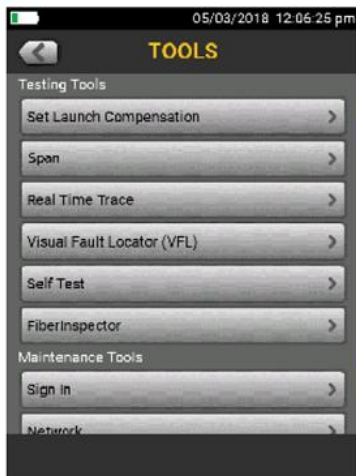 05/03/2018 12:06:25 pm
TOOLS
Testing Tools
Set Launch Compensation
Span
Real Time Trace
Visual Fault Locator (VFL)
Self Test
FiberInspector
Maintenance Tools
Sign In
Network